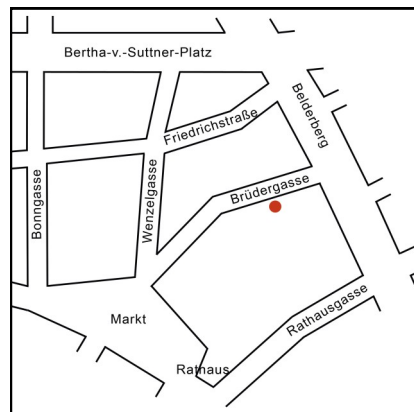 Bertha-v.-Suttner-Platz
Belderberg
Friedrichstraße
Wenzelgasse
Bonngasse
Brüdergasse
Rathausgasse
Markt
Rathaus